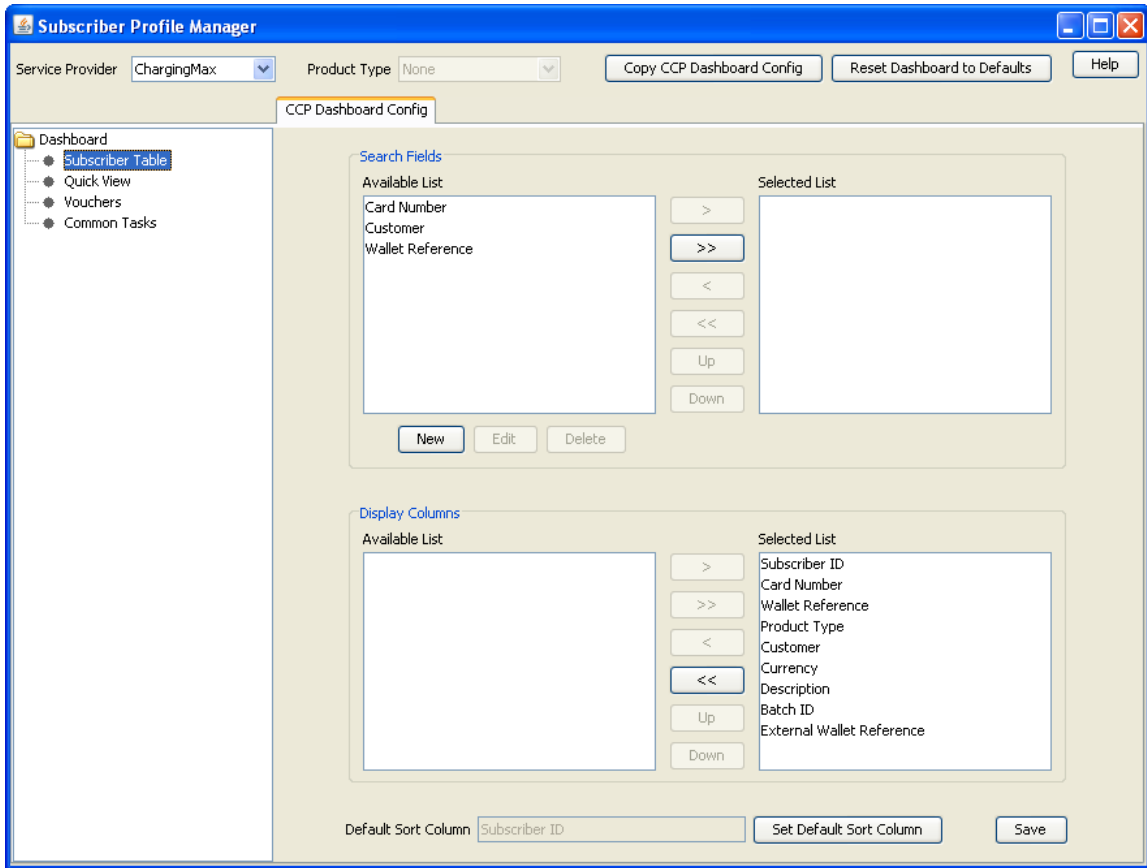 Subscriber Profile Manager
Service Provider ChargingMax Product Type None Copy CCP Dashboard Config Reset Dashboard to Defaults Help
CCP Dashboard Config
Dashboard
Subscriber Table
Quick View
Vouchers
Common Tasks
Search Fields
Available List
Card Number
Customer
Wallet Reference
>
>>
<
<<
Up
Down
Selected List
New Edit Delete
Display Columns
Available List
>
>>
<
<<
Up
Down
Selected List
Subscriber ID
Card Number
Wallet Reference
Product Type
Customer
Currency
Description
Batch ID
External Wallet Reference
Default Sort Column Subscriber ID Set Default Sort Column Save